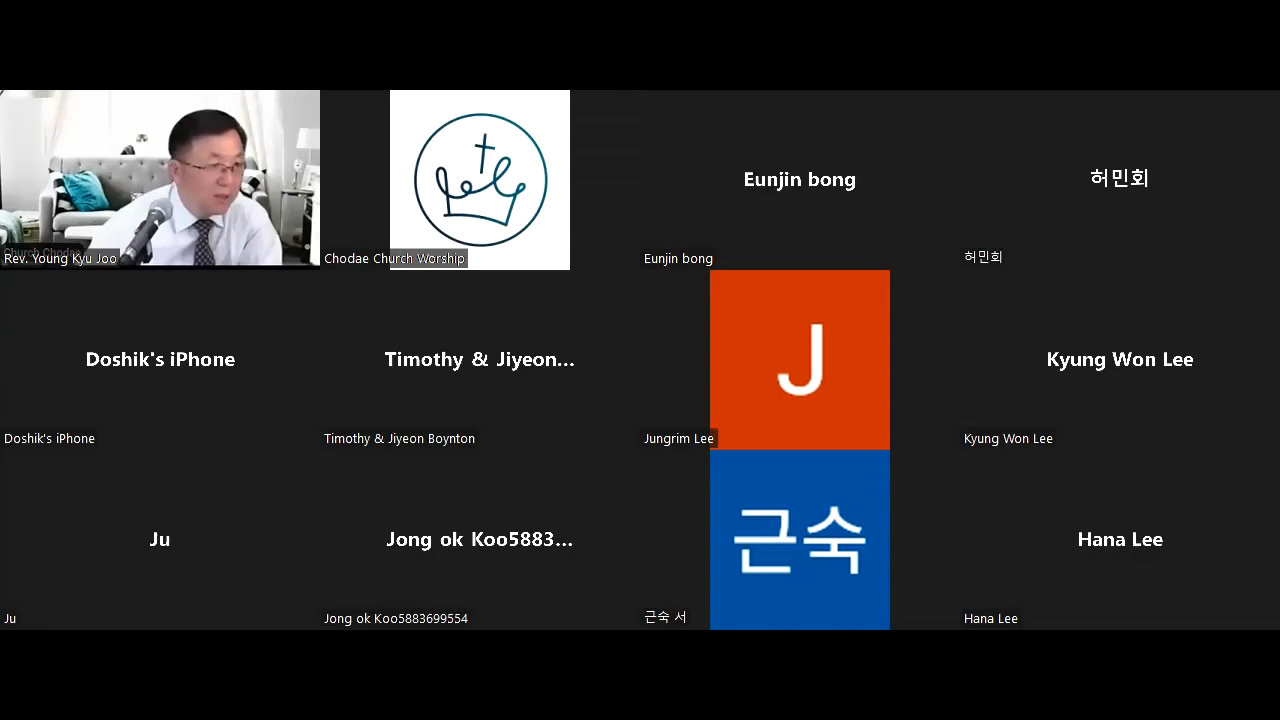 Rev. Young Kyu Joo
Chodae Church Worship
Eunjin bong
Eunjin bong
허민회
허민회
Doshik's iPhone
Doshik's iPhone
Timothy & Jiyeon...
Timothy & Jiyeon Boynton
J
Jungrim Lee
Kyung Won Lee
Kyung Won Lee
Ju
Ju
Jong ok Koo5883...
Jong ok Koo5883699554
근숙
근숙 서
Hana Lee
Hana Lee